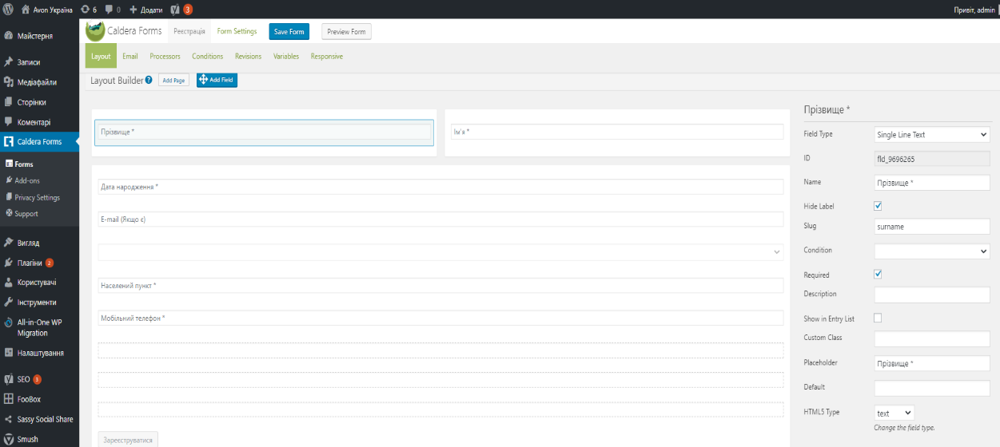 Avon Україна 6 0 Додати 3 Привіт, admin
Майстерня
Записи
Медіафайли
Сторінки
Коментарі
Caldera Forms
Forms
Add-ons
Privacy Settings
Support
Вигляд
Плагіни 2
Користувачі
Інструменти
All-in-One WP
Migration
Налаштування
SEO 3
FooBox
Sassy Social Share
Smush
Caldera Forms Реєстрація Form Settings Save Form Preview Form
Layout Email Processors Conditions Revisions Variables Responsive
Layout Builder ? Add Page Add Field
Прізвище * Ім'я *
Дата народження *
E-mail (Якщо є)
Населений пункт *
Мобільний телефон *
Зареєструватися
Прізвище *
Field Type Single Line Text
ID fld_9696265
Name Прізвище *
Hide Label
Slug surname
Condition
Required
Description
Show in Entry List
Custom Class
Placeholder Прізвище *
Default
HTML5 Type text
Change the field type.